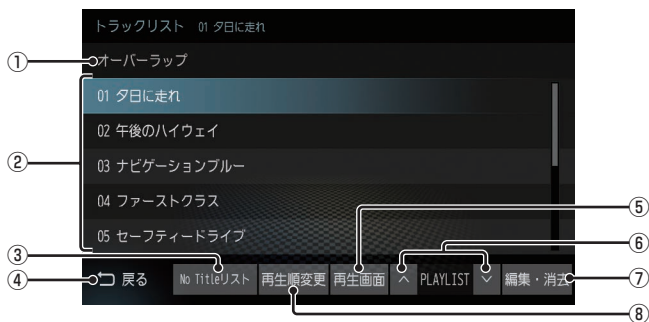 トラックリスト 01 夕日に走れ
① オーバーラップ
01 夕日に走れ
02 午後のハイウェイ
②
03 ナビゲーションブルー
04 ファーストクラス
⑤
05 セーフティードライブ
⑥
③
④ 戻る No Titleリスト 再生順変更 再生画面 ∧ PLAYLIST ∨ 編集・消去 ⑦
⑧